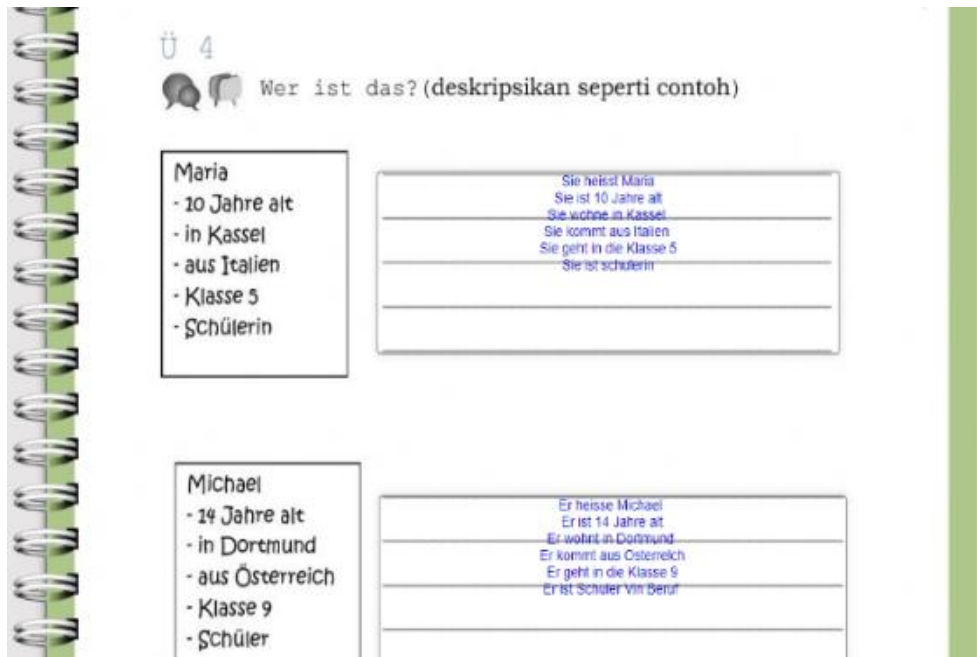 Ü 4
Wer ist das? (deskripsikan seperti contoh)
Maria
- 10 Jahre alt
- in Kassel
- aus Italien
- Klasse 5
- Schülerin
Sie heisst Maria
Sie ist 10 Jahre alt
Sie wohne in Kassel
Sie kommt aus Italien
Sie geht in die Klasse 5
Sie ist schulerin
Michael
- 14 Jahre alt
- in Dortmund
- aus Österreich
- Klasse 9
- Schüler
Er heisse Michael
Er ist 14 Jahre alt
Er wohnt in Dortmund
Er kommt aus Osterreich
Er geht in die Klasse 9
Er ist Schuler Vin Beruf